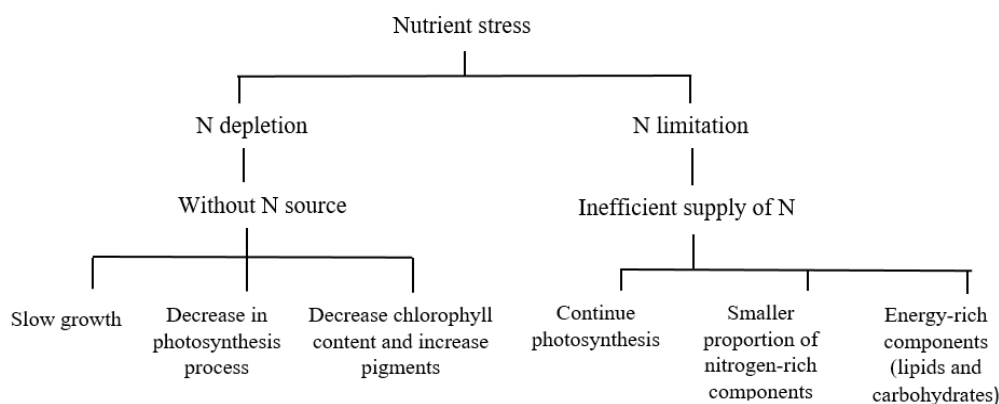 Nutrient stress
N depletion
N limitation
Without N source
Inefficient supply of N
Slow growth
Decrease in
photosynthesis
process
Decrease chlorophyll
content and increase
pigments
Continue
photosynthesis
Smaller
proportion of
nitrogen-rich
components
Energy-rich
components
(lipids and
carbohydrates)